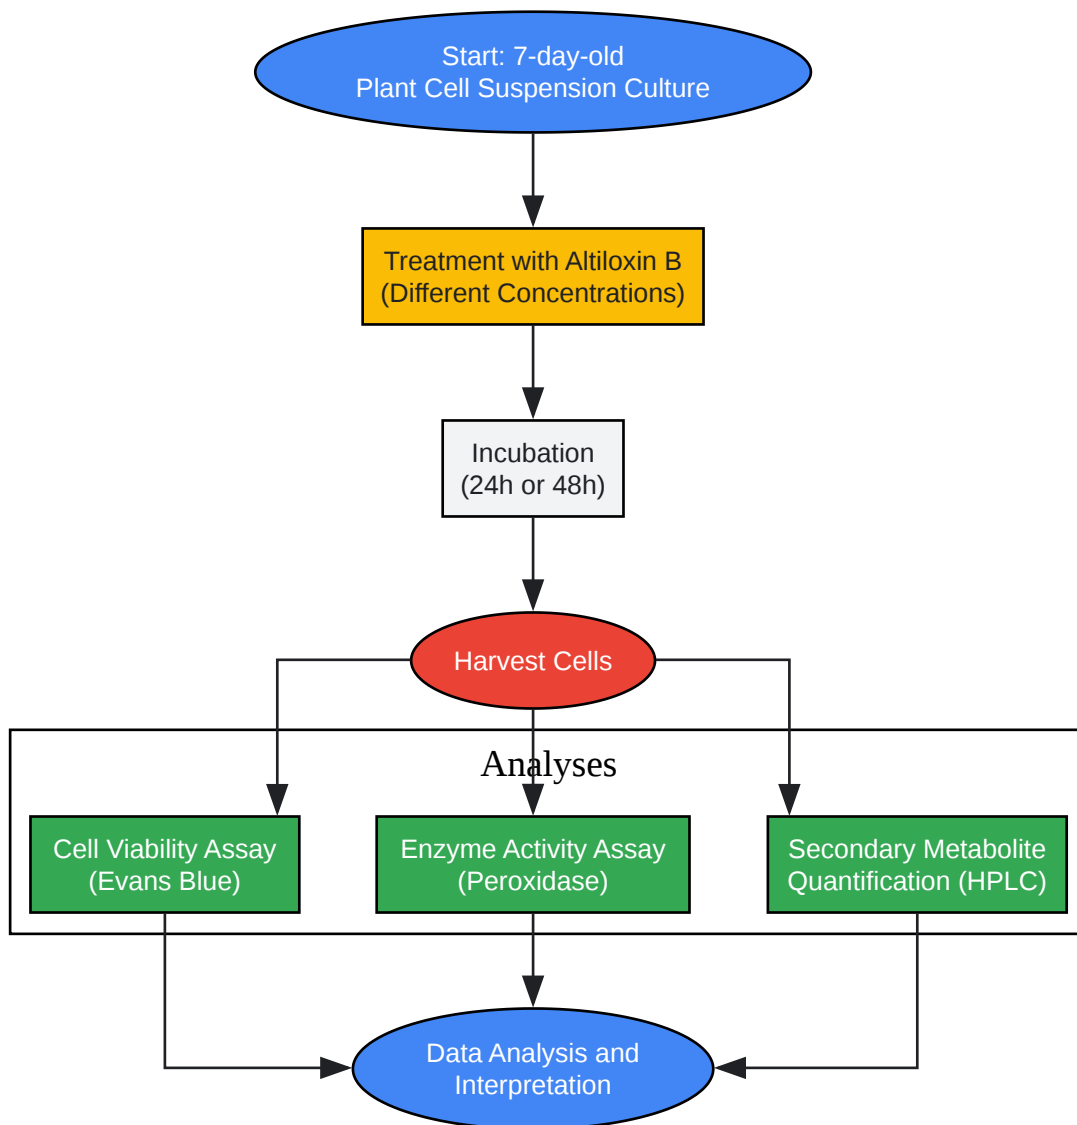 Start: 7-day-old
Plant Cell Suspension Culture
Treatment with Altiloxin B
(Different Concentrations)
Incubation
(24h or 48h)
Harvest Cells
Analyses
Cell Viability Assay
(Evans Blue)
Enzyme Activity Assay
(Peroxidase)
Secondary Metabolite
Quantification (HPLC)
Data Analysis and
Interpretation